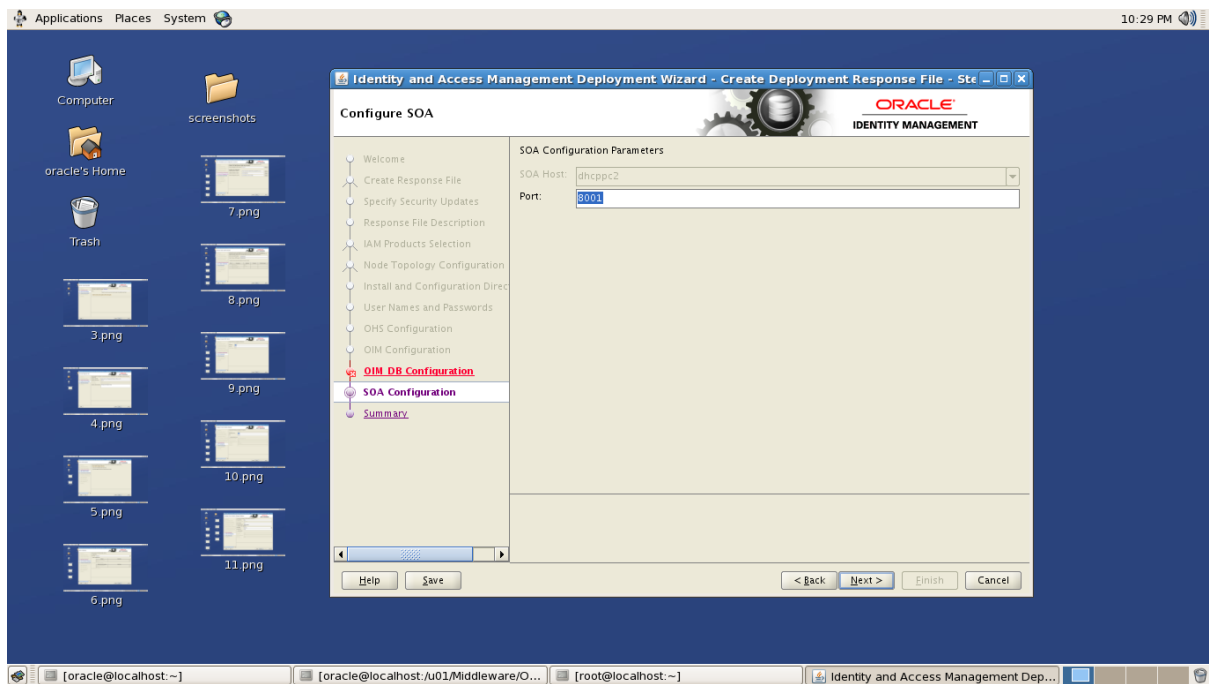 Applications Places System
10:29 PM
Computer
screenshots
oracle's Home
7.png
Trash
8.png
3.png
9.png
4.png
10.png
5.png
11.png
6.png
Identity and Access Management Deployment Wizard - Create Deployment Response File - Ste
Configure SOA
ORACLE
IDENTITY MANAGEMENT
Welcome
Create Response File
Specify Security Updates
Response File Description
IAM Products Selection
Node Topology Configuration
Install and Configuration Direc
User Names and Passwords
OHS Configuration
OIM Configuration
OIM DB Configuration
SOA Configuration
Summary
SOA Configuration Parameters
SOA Host: dhcppc2
Port: 8001
Help Save < Back Next > Finish Cancel
[oracle@localhost:~] [oracle@localhost:/u01/Middleware/O... [root@localhost:~] Identity and Access Management Dep...